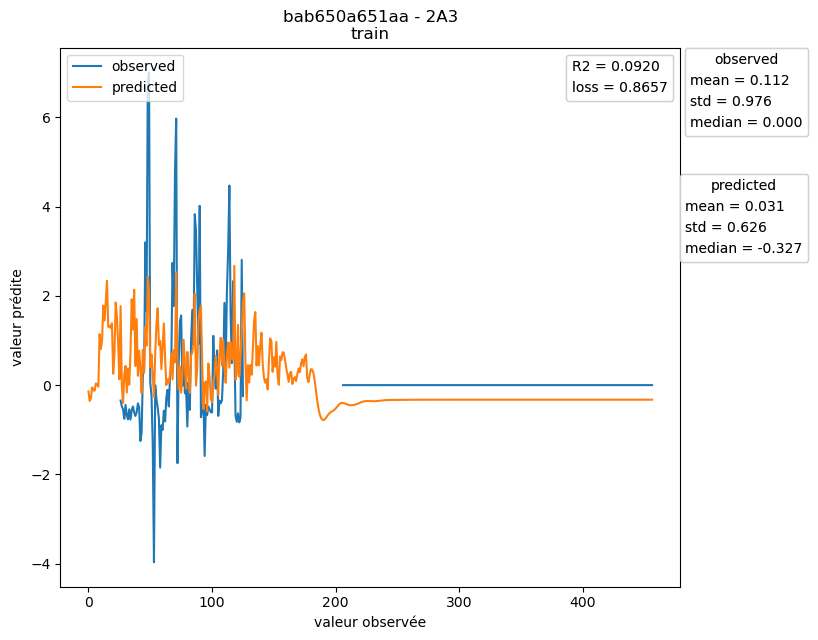 bab650a651aa - 2A3
train
observed
predicted
R2 = 0.0920
loss = 0.8657
observed
mean = 0.112
std = 0.976
median = 0.000
predicted
mean = 0.031
std = 0.626
median = -0.327
valeur prédite
6
4
2
0
−2
−4
0
100
200
300
400
valeur observée